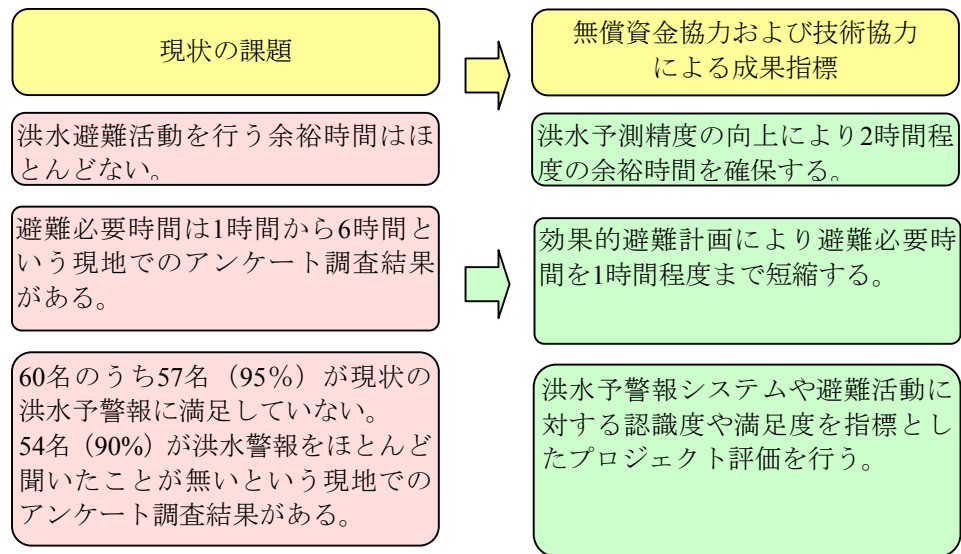 現状の課題
無償資金協力および技術協力
による成果指標
洪水避難活動を行う余裕時間はほ
とんどない。
洪水予測精度の向上により2時間程
度の余裕時間を確保する。
避難必要時間は1時間から6時間と
いう現地でのアンケート調査結果
がある。
効果的避難計画により避難必要時
間を1時間程度まで短縮する。
60名のうち57名（95％）が現状の
洪水予警報に満足していない。
54名（90%）が洪水警報をほとんど
聞いたことが無いという現地での
アンケート調査結果がある。
洪水予警報システムや避難活動に
対する認識度や満足度を指標とし
たプロジェクト評価を行う。